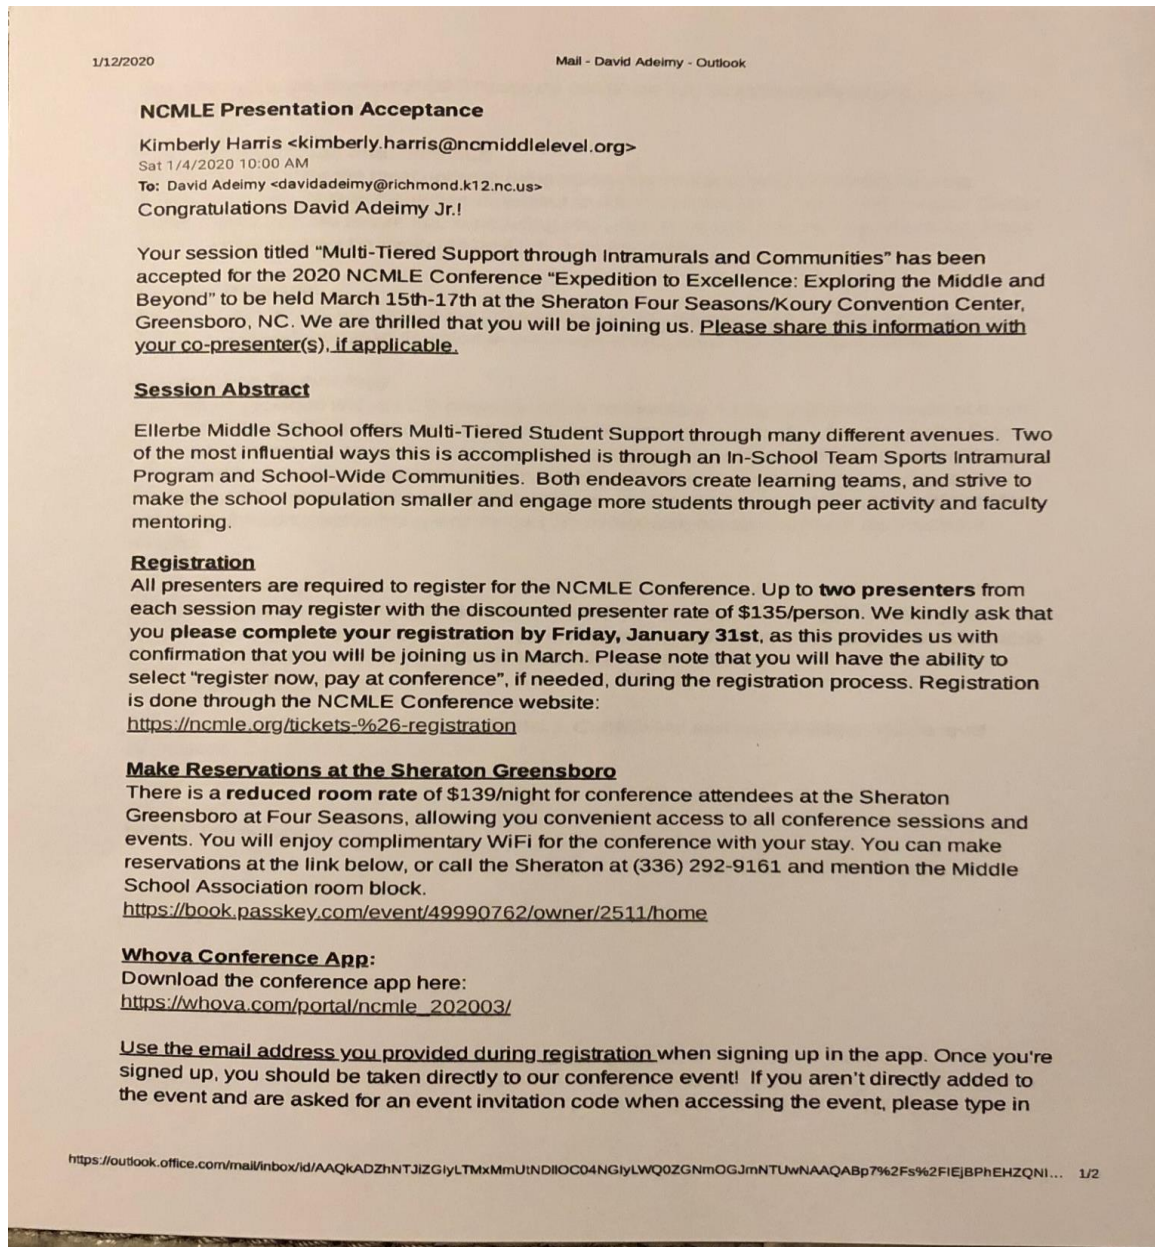 1/12/2020 Mail - David Adeimy - Outlook
NCMLE Presentation Acceptance
Kimberly Harris <kimberly.harris@ncmiddlelevel.org>
Sat 1/4/2020 10:00 AM
To: David Adeimy <davidadeimy@richmond.k12.nc.us>
Congratulations David Adeimy Jr.!
Your session titled “Multi-Tiered Support through Intramurals and Communities” has been
accepted for the 2020 NCMLE Conference “Expedition to Excellence: Exploring the Middle and
Beyond” to be held March 15th-17th at the Sheraton Four Seasons/Koury Convention Center,
Greensboro, NC. We are thrilled that you will be joining us. Please share this information with
your co-presenter(s), if applicable.
Session Abstract
Ellerbe Middle School offers Multi-Tiered Student Support through many different avenues. Two
of the most influential ways this is accomplished is through an In-School Team Sports Intramural
Program and School-Wide Communities. Both endeavors create learning teams, and strive to
make the school population smaller and engage more students through peer activity and faculty
mentoring.
Registration
All presenters are required to register for the NCMLE Conference. Up to two presenters from
each session may register with the discounted presenter rate of $135/person. We kindly ask that
you please complete your registration by Friday, January 31st, as this provides us with
confirmation that you will be joining us in March. Please note that you will have the ability to
select “register now, pay at conference”, if needed, during the registration process. Registration
is done through the NCMLE Conference website:
https://ncmle.org/tickets-%26-registration
Make Reservations at the Sheraton Greensboro
There is a reduced room rate of $139/night for conference attendees at the Sheraton
Greensboro at Four Seasons, allowing you convenient access to all conference sessions and
events. You will enjoy complimentary WiFi for the conference with your stay. You can make
reservations at the link below, or call the Sheraton at (336) 292-9161 and mention the Middle
School Association room block.
https://book.passkey.com/event/49990762/owner/2511/home
Whova Conference App:
Download the conference app here:
https://whova.com/portal/ncmle_202003/
Use the email address you provided during registration when signing up in the app. Once you're
signed up, you should be taken directly to our conference event! If you aren't directly added to
the event and are asked for an event invitation code when accessing the event, please type in
1/2